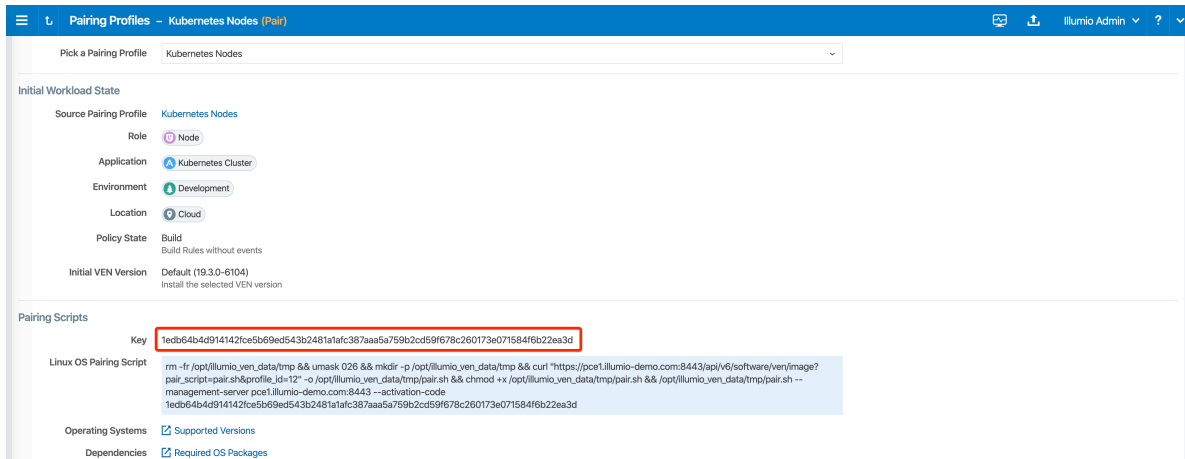 Pairing Profiles – Kubernetes Nodes (Pair)
Illumio Admin
?
Pick a Pairing Profile
Kubernetes Nodes
Initial Workload State
Source Pairing Profile
Kubernetes Nodes
Role
Node
Application
Kubernetes Cluster
Environment
Development
Location
Cloud
Policy State
Build
Build Rules without events
Initial VEN Version
Default (19.3.0-6104)
Install the selected VEN version
Pairing Scripts
Key
1edb64b4d914142fce5b69ed543b2481a1afc387aaa5a759b2cd59f678c260173e071584f6b22ea3d
Linux OS Pairing Script
rm -fr /opt/illumio_ven_data/tmp && umask 026 && mkdir -p /opt/illumio_ven_data/tmp && curl "https://pce1.illumio-demo.com:8443/api/v6/software/ven/image?
pair_script=pair.sh&profile_id=12" -o /opt/illumio_ven_data/tmp/pair.sh && chmod +x /opt/illumio_ven_data/tmp/pair.sh && /opt/illumio_ven_data/tmp/pair.sh --
management-server pce1.illumio-demo.com:8443 --activation-code
1edb64b4d914142fce5b69ed543b2481a1afc387aaa5a759b2cd59f678c260173e071584f6b22ea3d
Operating Systems
Supported Versions
Dependencies
Required OS Packages